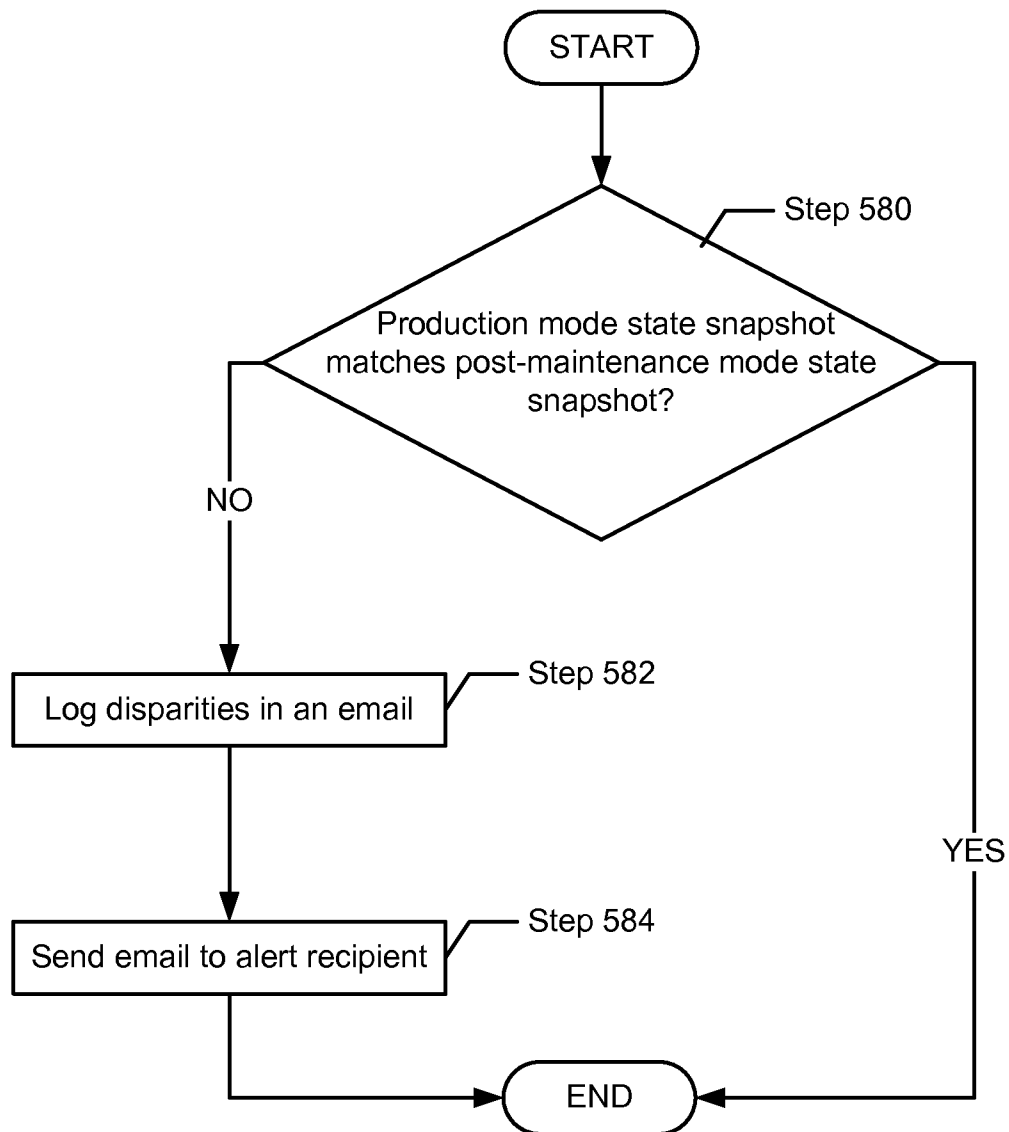 START
Step 580
Production mode state snapshot
matches post-maintenance mode state
snapshot?
NO
Step 582
Log disparities in an email
YES
Step 584
Send email to alert recipient
END